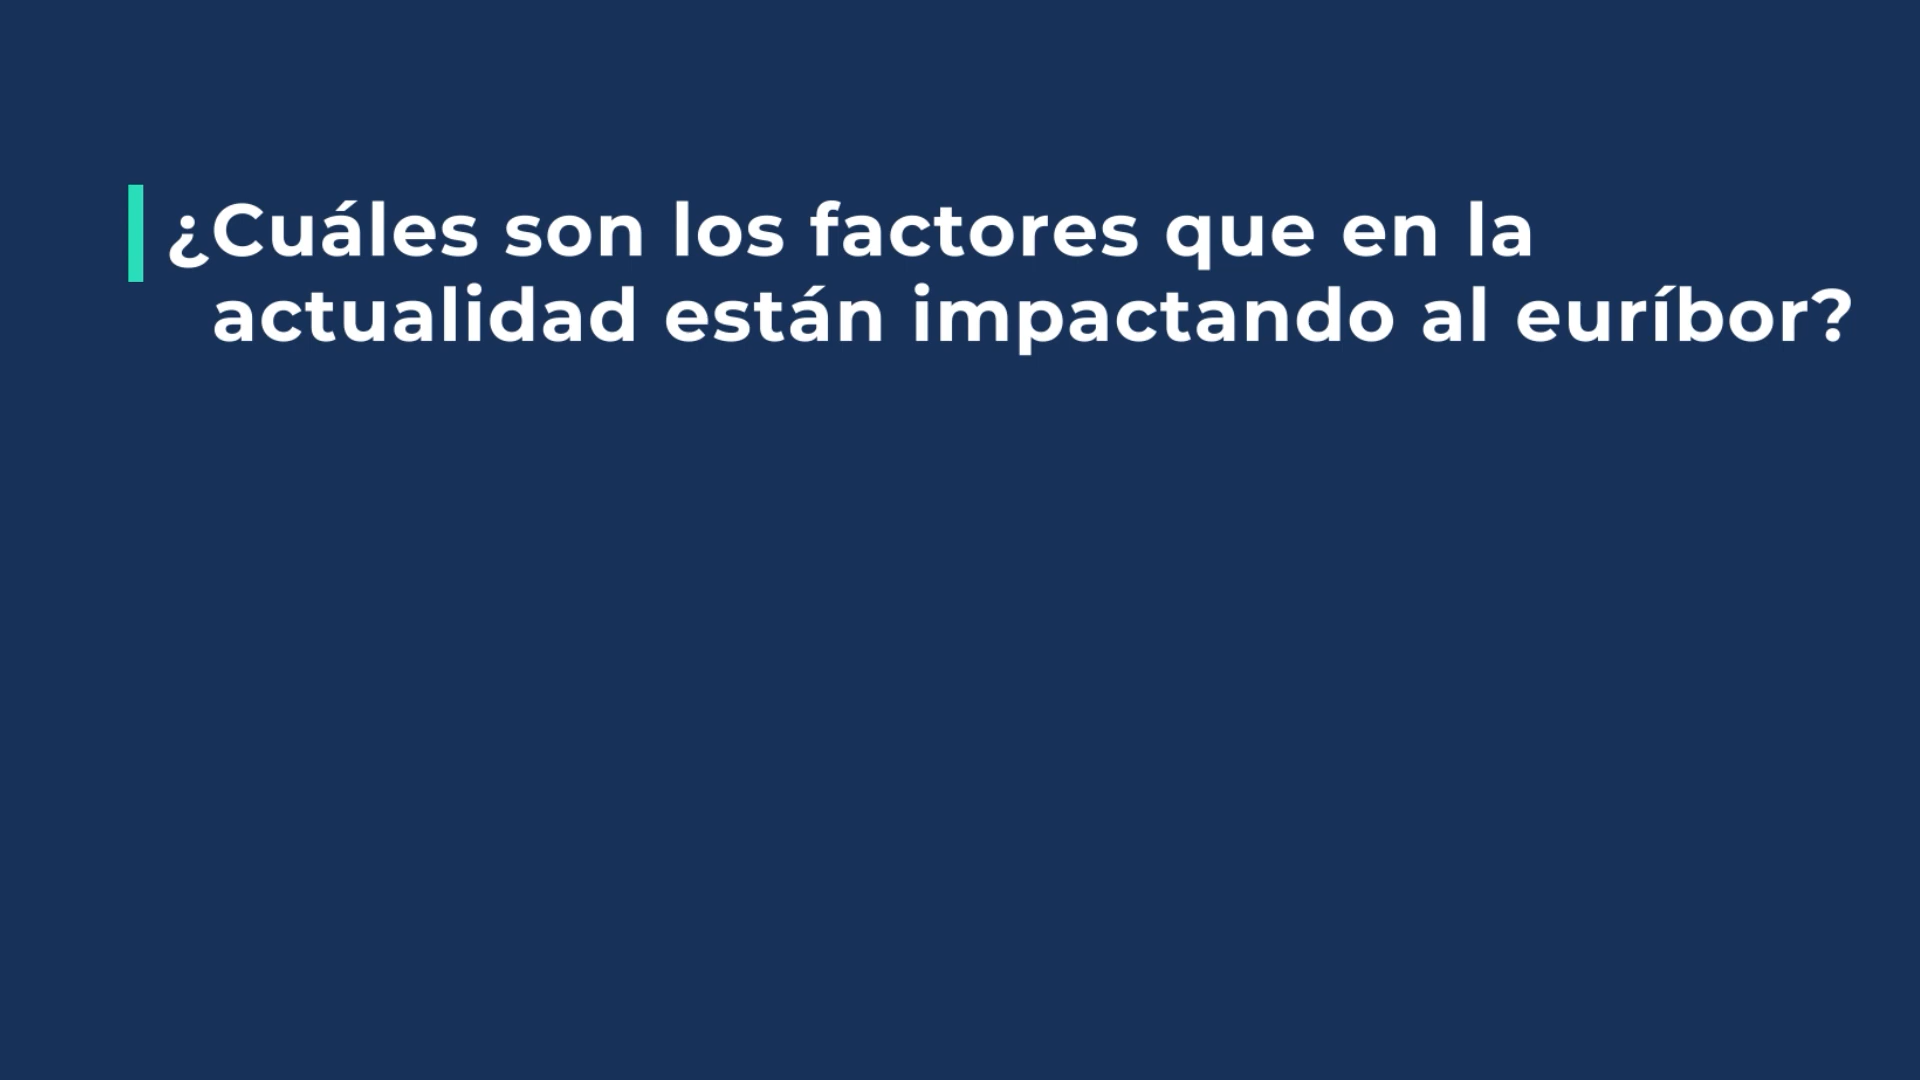 ¿Cuáles son los factores que en la
actualidad están impactando al euríbor?